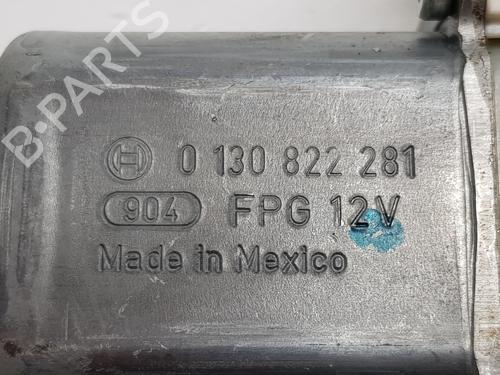 B-PARTS
0 130 822 281
904 FPG 12V
Made in Mexico